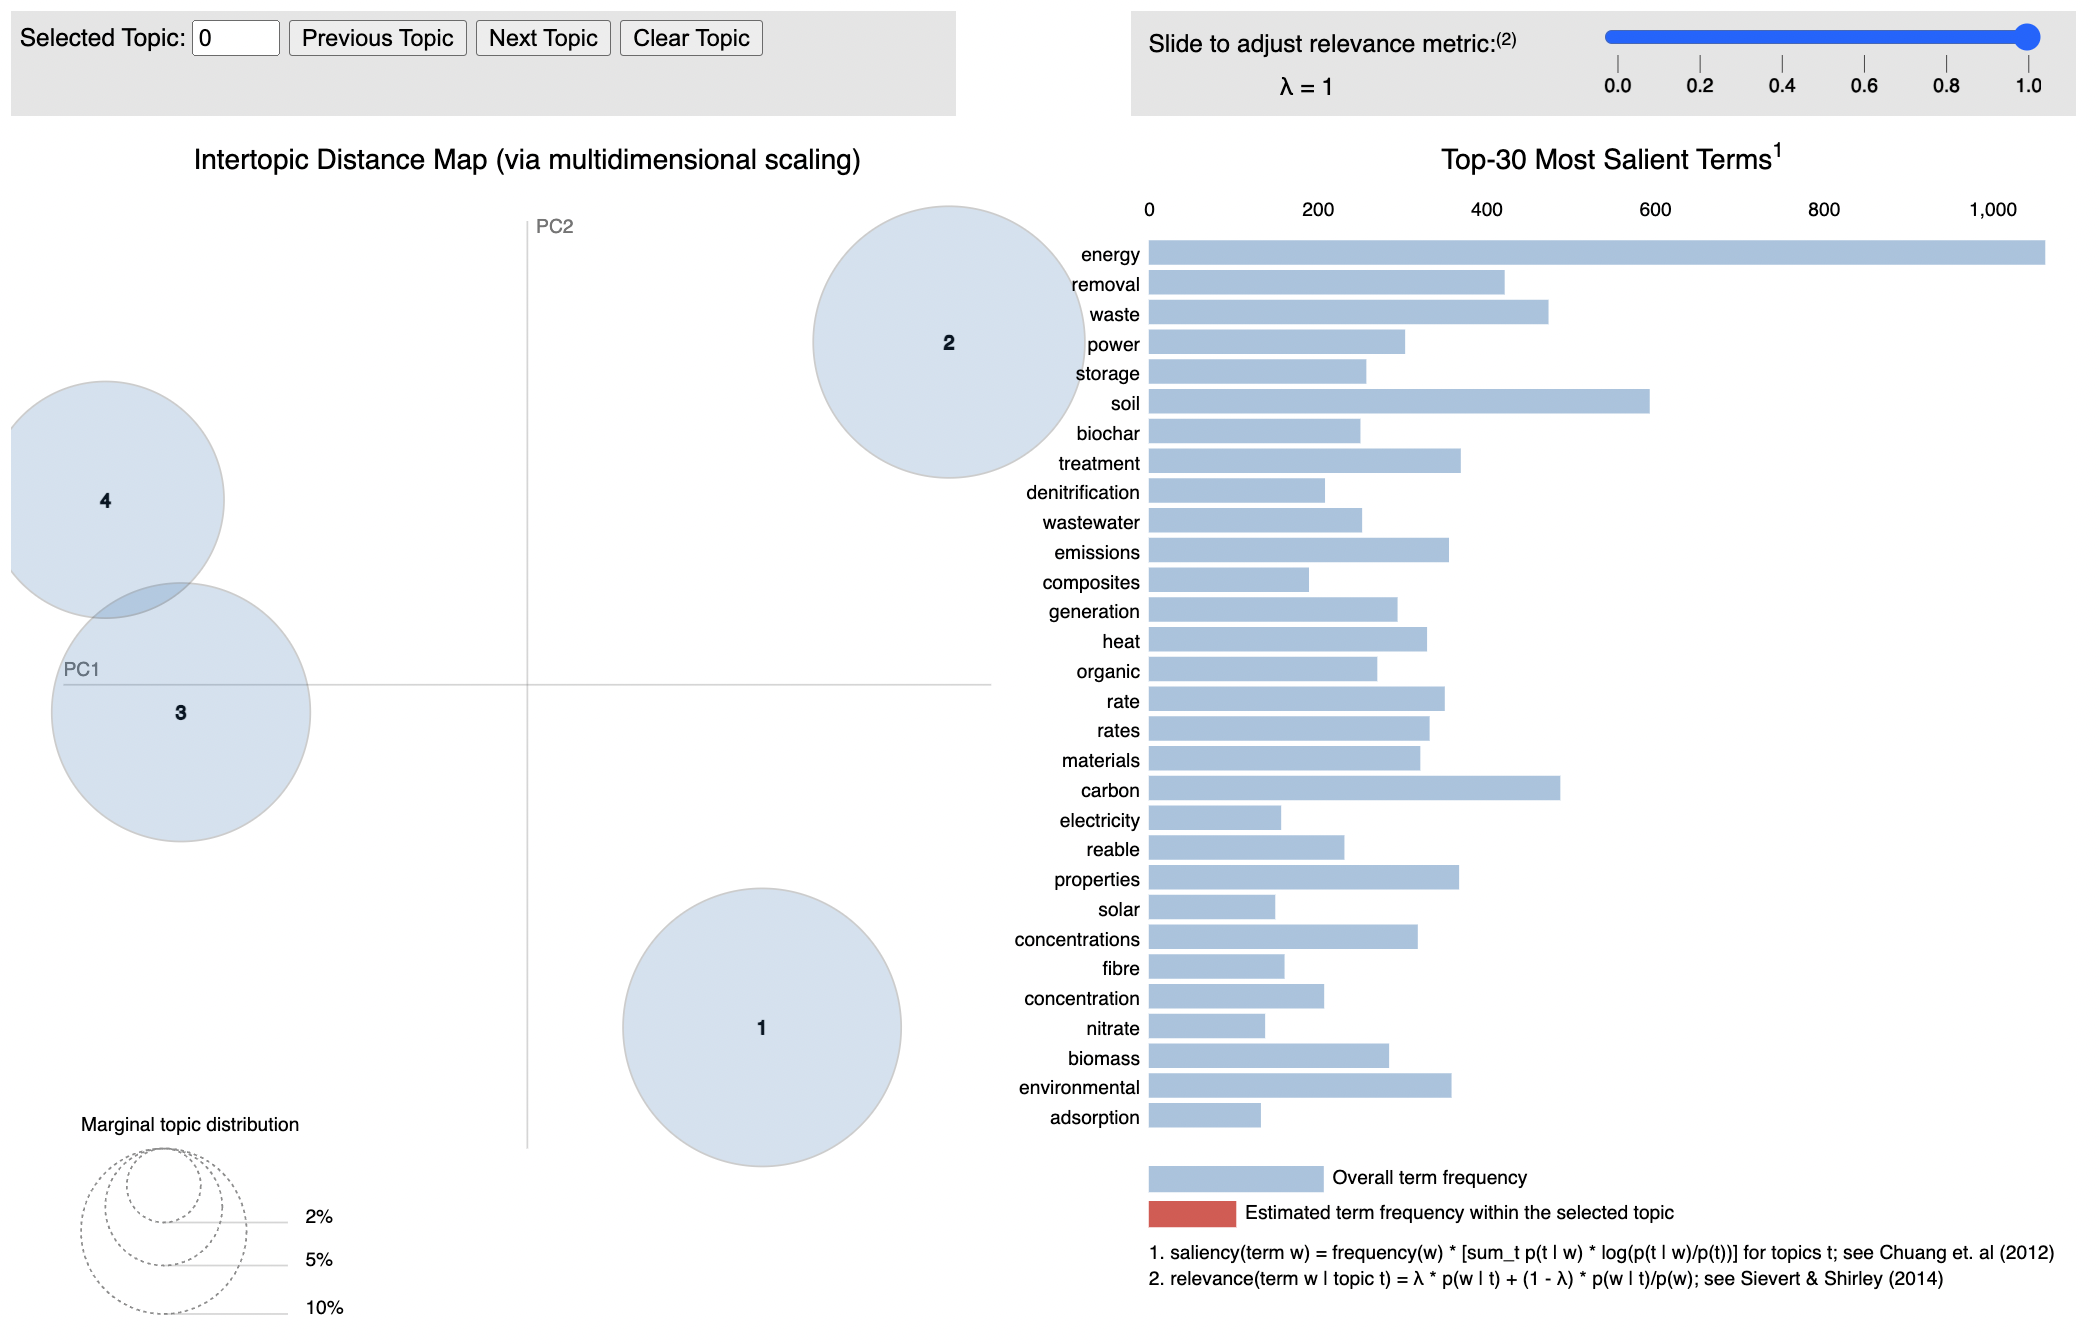 Selected Topic: 0 Previous Topic Next Topic Clear Topic
Slide to adjust relevance metric:(2)
λ = 1
0.0 0.2 0.4 0.6 0.8 1.0
Intertopic Distance Map (via multidimensional scaling)
PC2
2
4
PC1
3
1
Marginal topic distribution
2%
5%
10%
Top-30 Most Salient Terms1
0 200 400 600 800 1,000
energy
removal
waste
power
storage
soil
biochar
treatment
denitrification
wastewater
emissions
composites
generation
heat
organic
rate
rates
materials
carbon
electricity
reable
properties
solar
concentrations
fibre
concentration
nitrate
biomass
environmental
adsorption
Overall term frequency
Estimated term frequency within the selected topic
1. saliency(term w) = frequency(w) * [sum_t p(t | w) * log(p(t | w)/p(t))] for topics t; see Chuang et. al (2012)
2. relevance(term w | topic t) = λ * p(w | t) + (1 - λ) * p(w | t)/p(w); see Sievert & Shirley (2014)